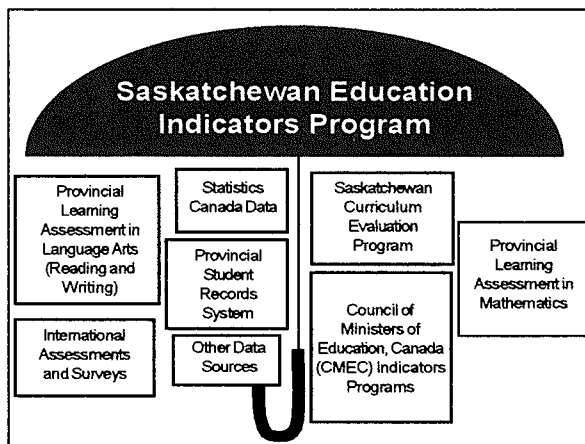 Saskatchewan Education
Indicators Program
Provincial
Learning
Assessment in
Language Arts
(Reading and
Writing)
International
Assessments
and Surveys
Statistics
Canada Data
Provincial
Student
Records
System
Other Data
Sources
Saskatchewan
Curriculum
Evaluation
Program
Council of
Ministers of
Education, Canada
(CMEC) Indicators
Programs
Provincial
Learning
Assessment in
Mathematics